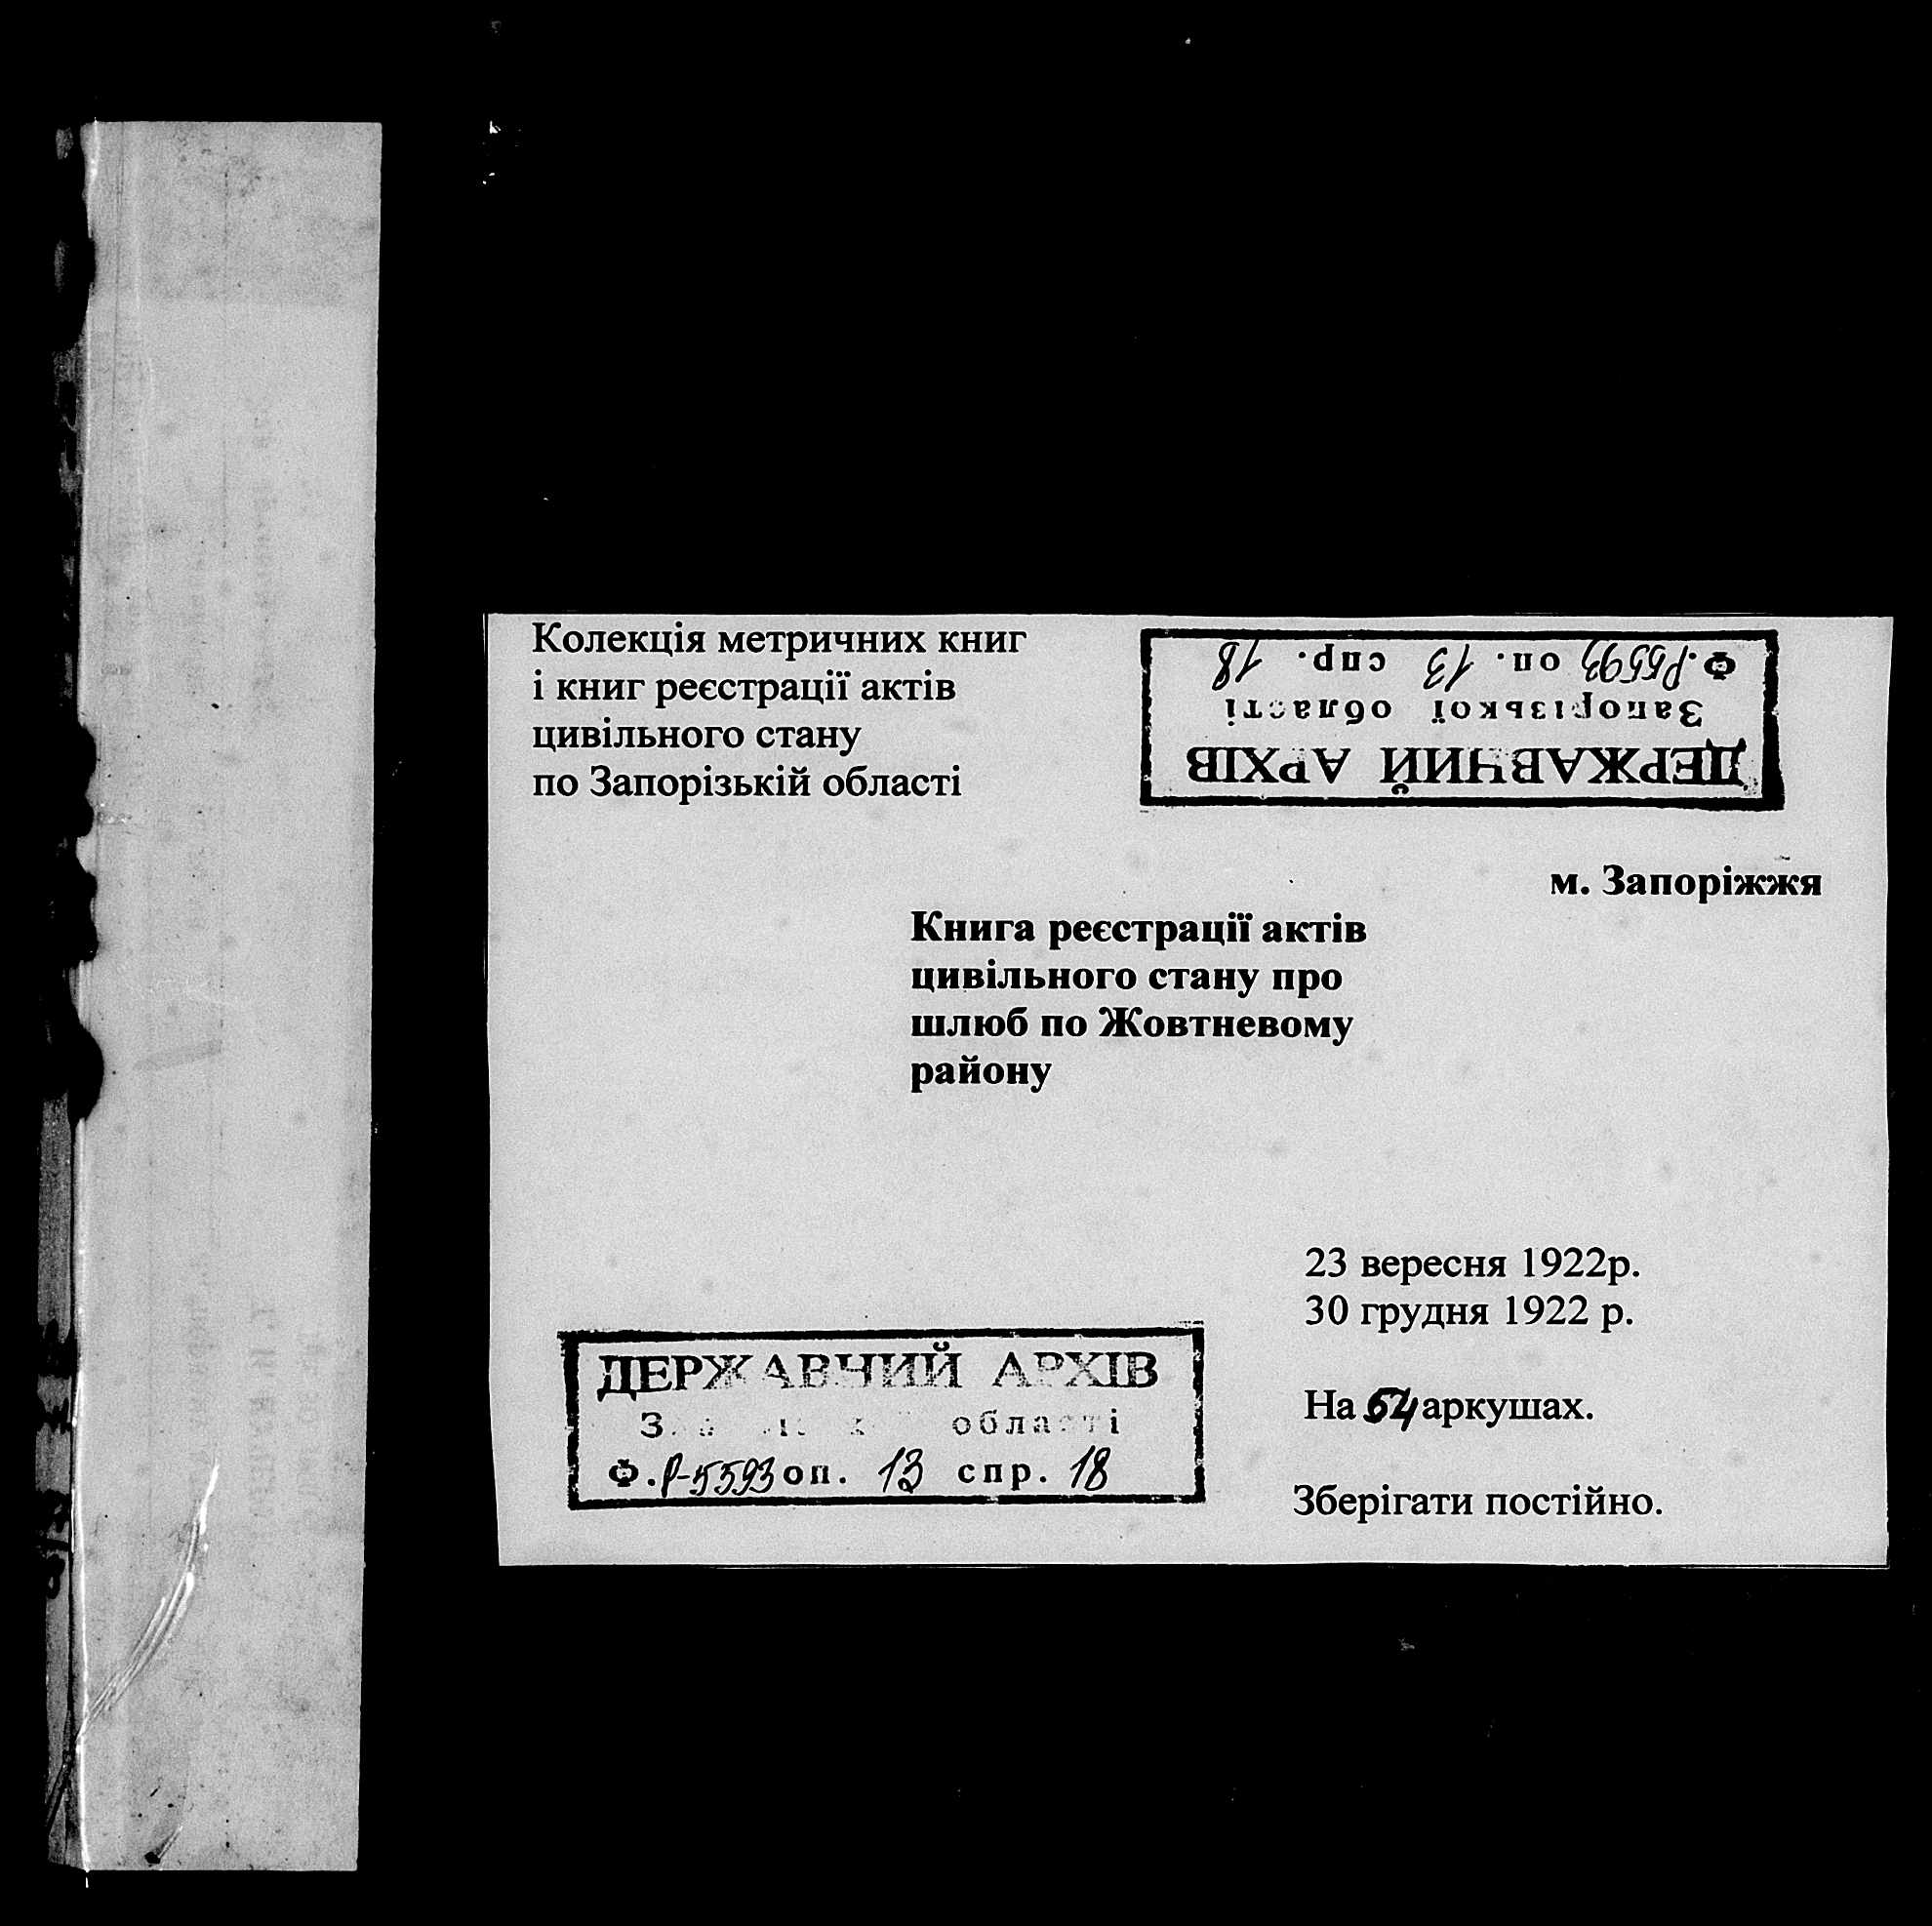 Колекція метричних книг
і книг реєстрації актів
цивільного стану
по Запорізькій області
ДЕРЖАВНИЙ АРХІВ
Запорізької області
Ф. Р5593 оп. 13 спр. 18
м. Запоріжжя
Книга реєстрації актів
цивільного стану про
шлюб по Жовтневому
району
23 вересня 1922р.
30 грудня 1922 р.
На аркушах.
Зберігати постійно.
ДЕРЖАВНИЙ АРХІВ
області
Ф. Р-5593 оп. 13 спр. 18